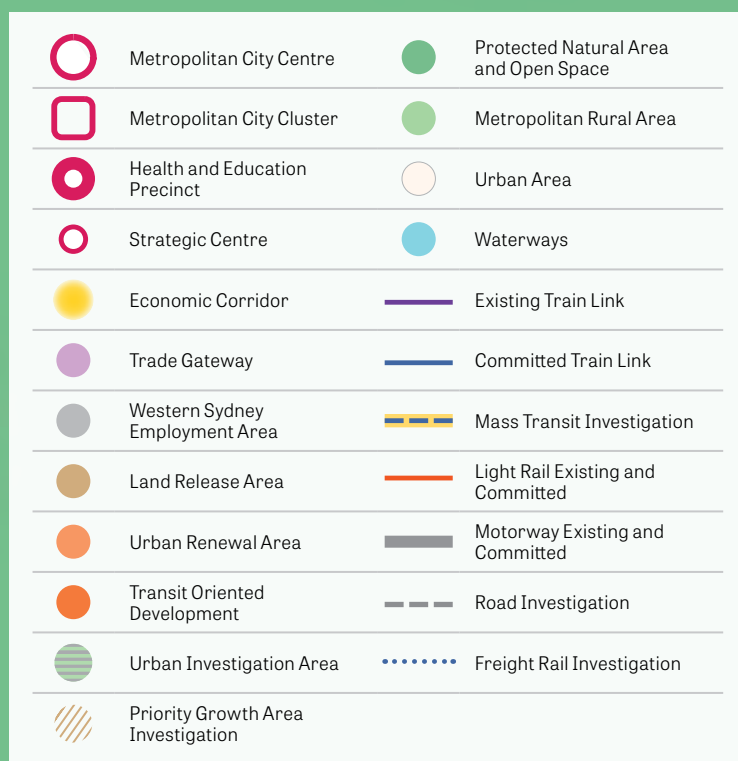 Metropolitan City Centre
Metropolitan City Cluster
Health and Education
Precinct
Strategic Centre
Economic Corridor
Trade Gateway
Western Sydney
Employment Area
Land Release Area
Urban Renewal Area
Transit Oriented
Development
Urban Investigation Area
Priority Growth Area
Investigation
Protected Natural Area
and Open Space
Metropolitan Rural Area
Urban Area
Waterways
Existing Train Link
Committed Train Link
Mass Transit Investigation
Light Rail Existing and
Committed
Motorway Existing and
Committed
Road Investigation
Freight Rail Investigation